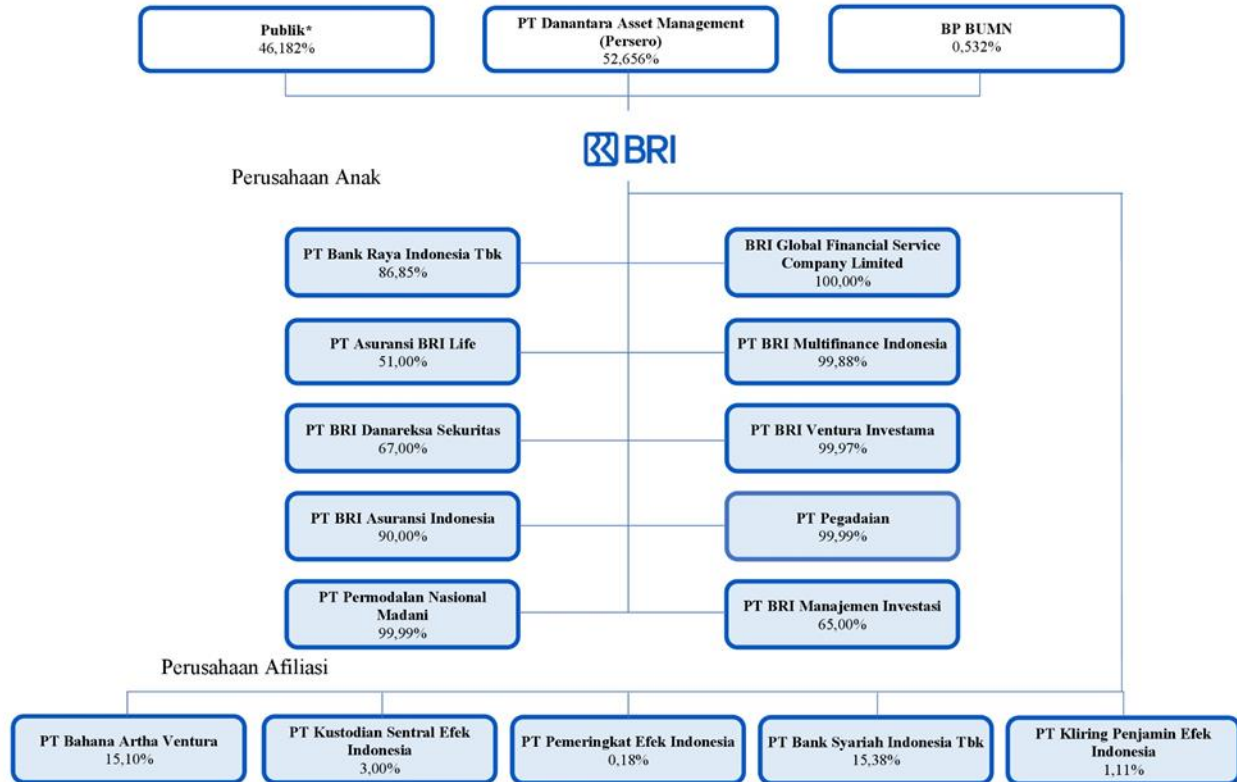 Publik*
46,182%
PT Danantara Asset Management
(Persero)
52,656%
BP BUMN
0,532%
BRI
Perusahaan Anak
PT Bank Raya Indonesia Tbk
86,85%
BRI Global Financial Service
Company Limited
100,00%
PT Asuransi BRI Life
51,00%
PT BRI Multifinance Indonesia
99,88%
PT BRI Danareksa Sekuritas
67,00%
PT BRI Ventura Investama
99,97%
PT BRI Asuransi Indonesia
90,00%
PT Pegadaian
99,99%
PT Permodalan Nasional
Madani
99,99%
PT BRI Manajemen Investasi
65,00%
Perusahaan Afiliasi
PT Bahana Artha Ventura
15,10%
PT Kustodian Sentral Efek
Indonesia
3,00%
PT Pemeringkat Efek Indonesia
0,18%
PT Bank Syariah Indonesia Tbk
15,38%
PT Kliring Penjamin Efek
Indonesia
1,11%